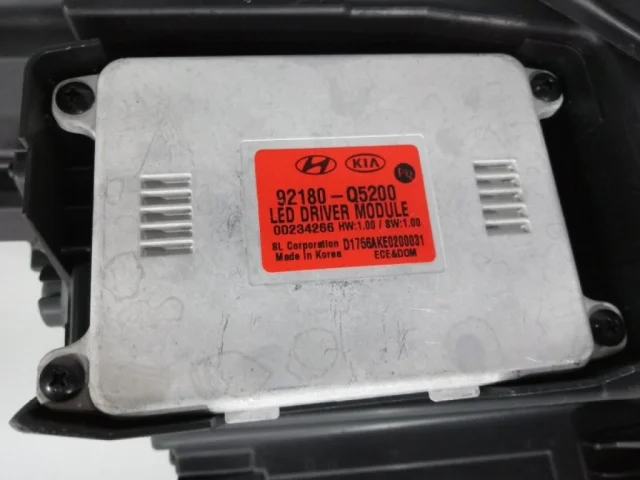 HYUNDAI KIA
92180-Q5200
LED DRIVER MODULE
00234266 HW:1.00 / SW:1.00
SL Corporation D1756AKE0200031
Made in Korea ECE&DOM